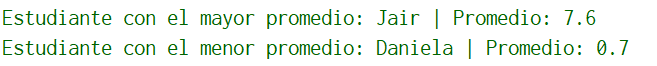 Estudiante con el mayor promedio: Jair | Promedio: 7.6
Estudiante con el menor promedio: Daniela | Promedio: 0.7